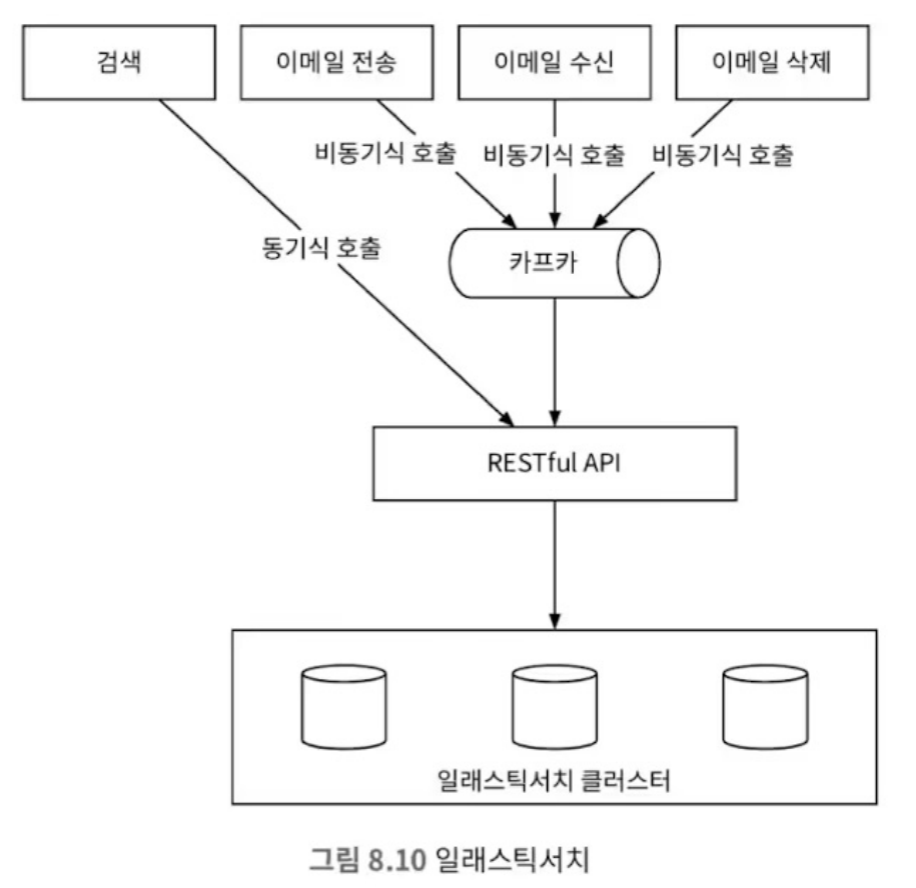 검색
이메일 전송
이메일 수신
이메일 삭제
비동기식 호출
비동기식 호출
비동기식 호출
동기식 호출
카프카
RESTful API
일래스틱서치 클러스터
그림 8.10 일래스틱서치